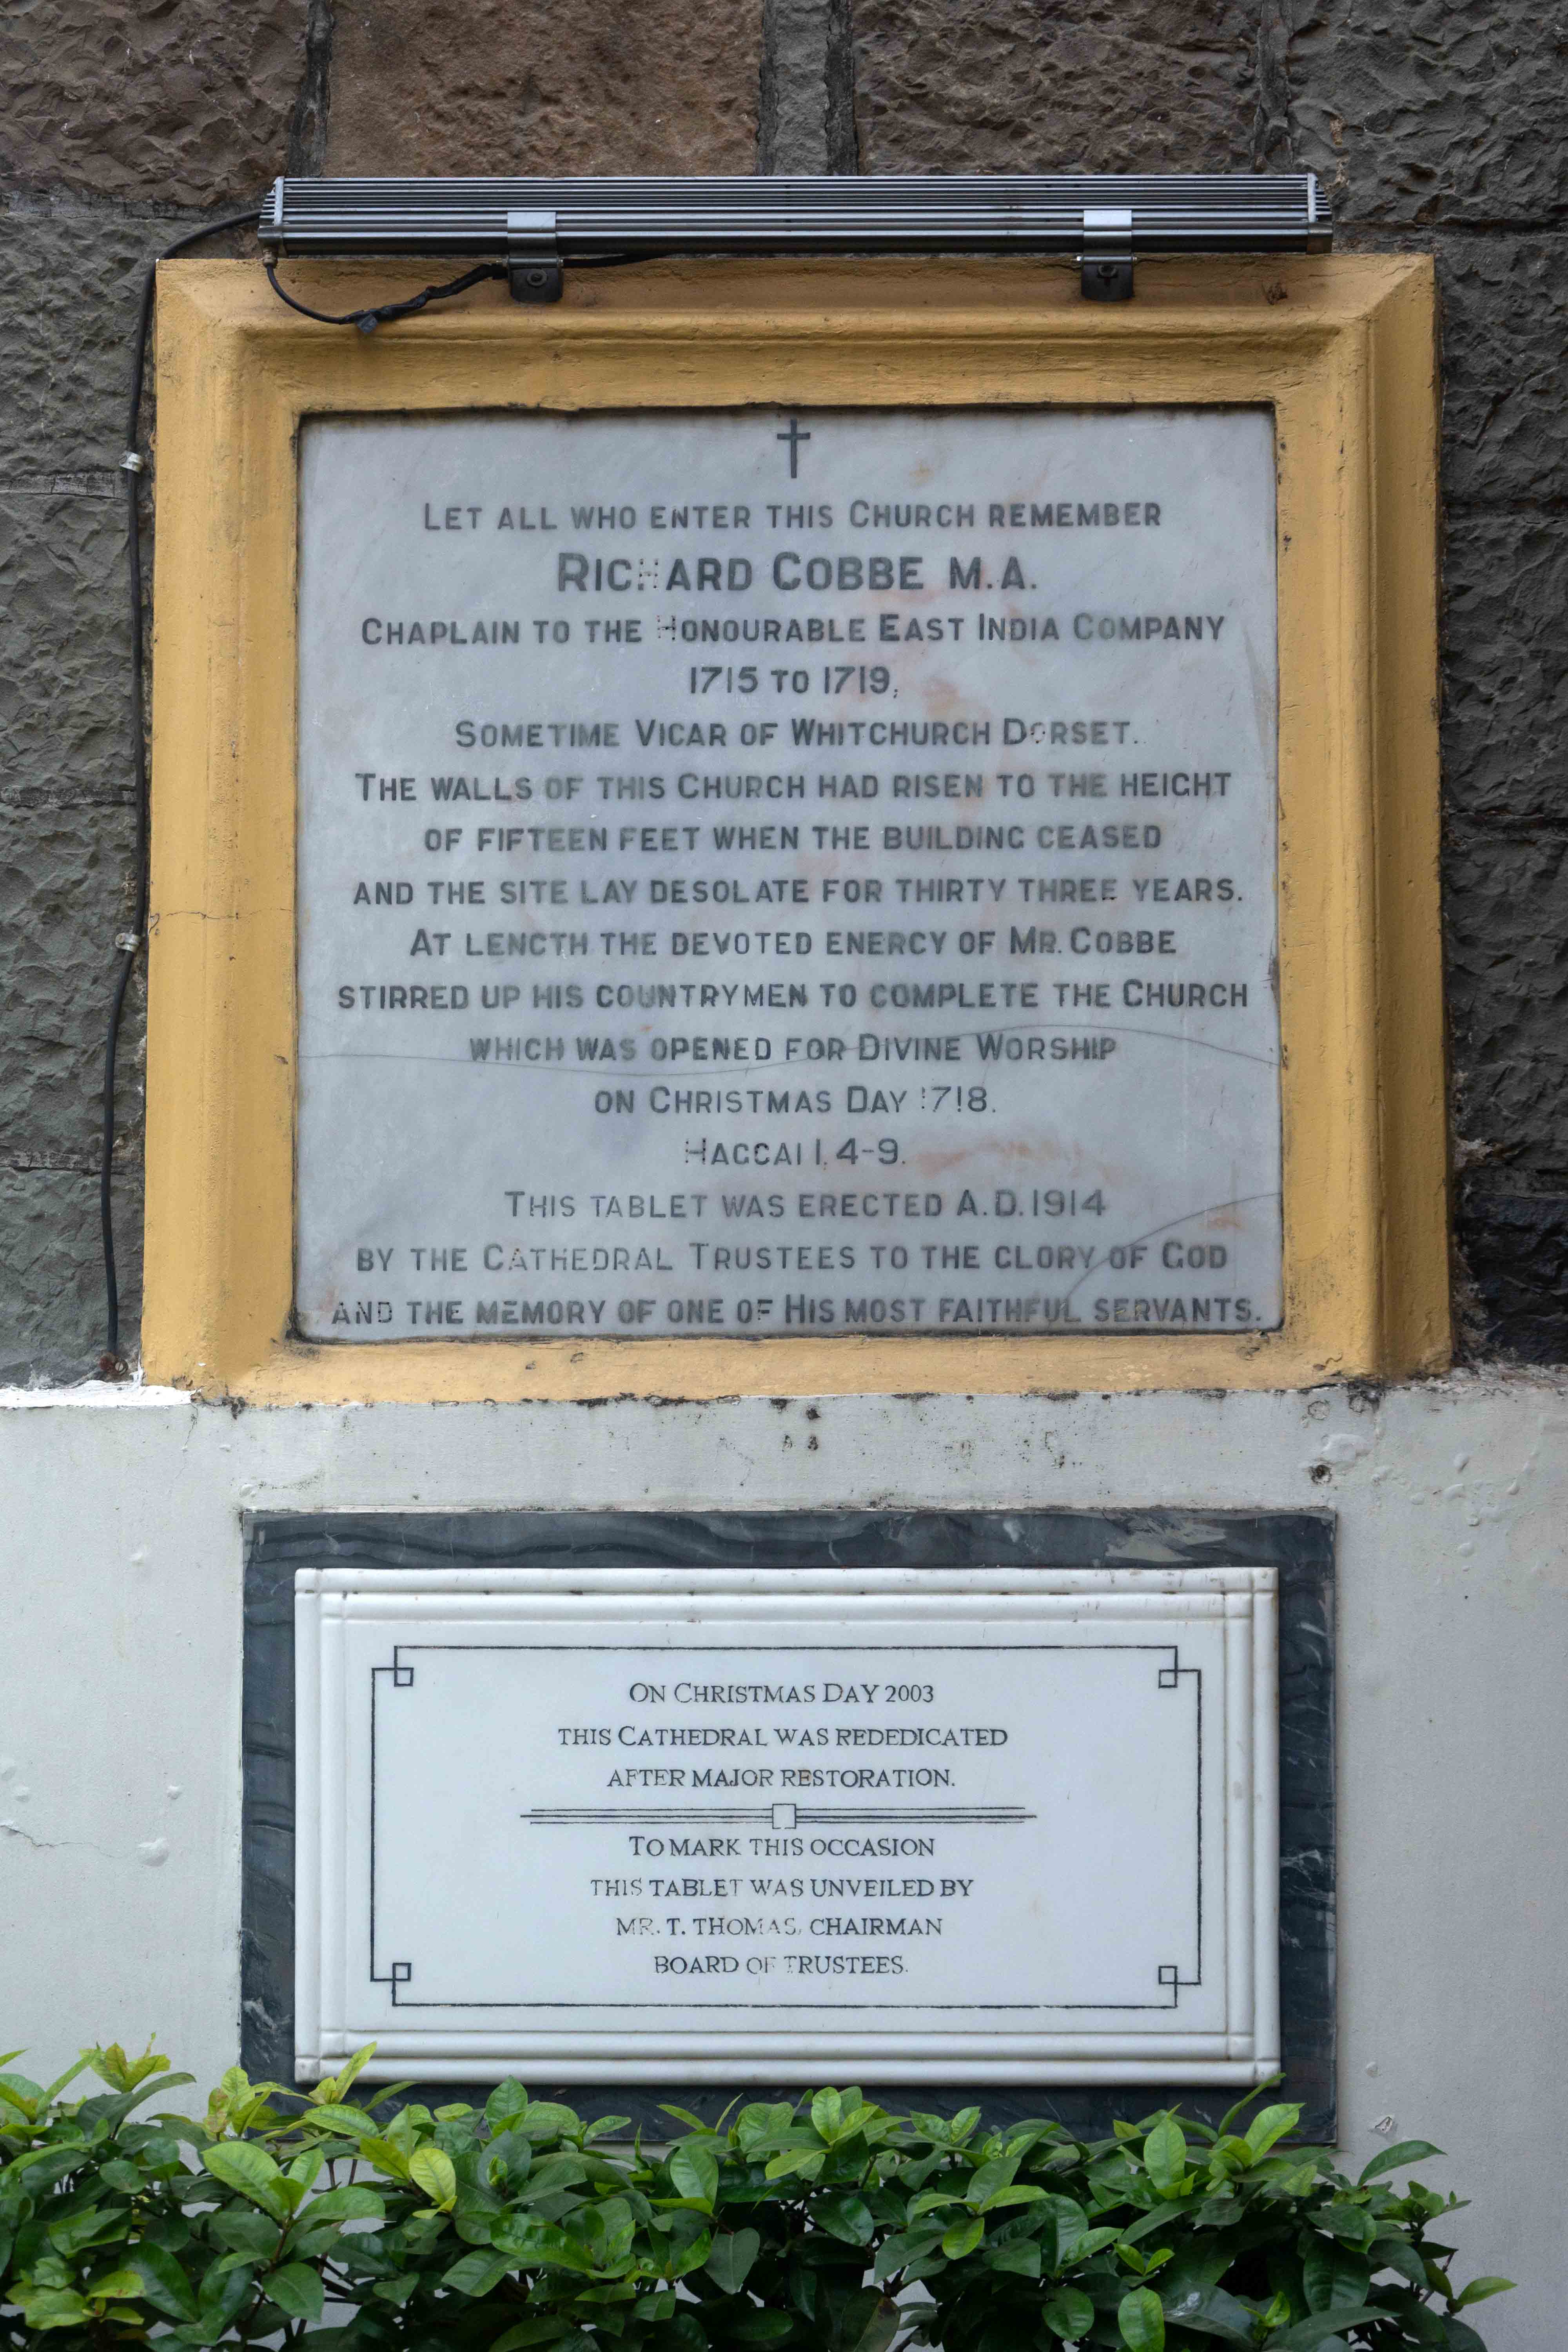 LET ALL WHO ENTER THIS CHURCH REMEMBER
RICHARD COBBE M.A.
CHAPLAIN TO THE HONOURABLE EAST INDIA COMPANY
1715 TO 1719,
SOMETIME VICAR OF WHITCHURCH DORSET.
THE WALLS OF THIS CHURCH HAD RISEN TO THE HEIGHT
OF FIFTEEN FEET WHEN THE BUILDING CEASED
AND THE SITE LAY DESOLATE FOR THIRTY THREE YEARS.
AT LENGTH THE DEVOTED ENERGY OF MR. COBBE
STIRRED UP HIS COUNTRYMEN TO COMPLETE THE CHURCH
WHICH WAS OPENED FOR DIVINE WORSHIP
ON CHRISTMAS DAY 1718.
HAGGAI I. 4-9.
THIS TABLET WAS ERECTED A.D. 1914
BY THE CATHEDRAL TRUSTEES TO THE GLORY OF GOD
AND THE MEMORY OF ONE OF HIS MOST FAITHFUL SERVANTS.
ON CHRISTMAS DAY 2003
THIS CATHEDRAL WAS REDEDICATED
AFTER MAJOR RESTORATION.
TO MARK THIS OCCASION
THIS TABLET WAS UNVEILED BY
MR. T. THOMAS, CHAIRMAN
BOARD OF TRUSTEES.